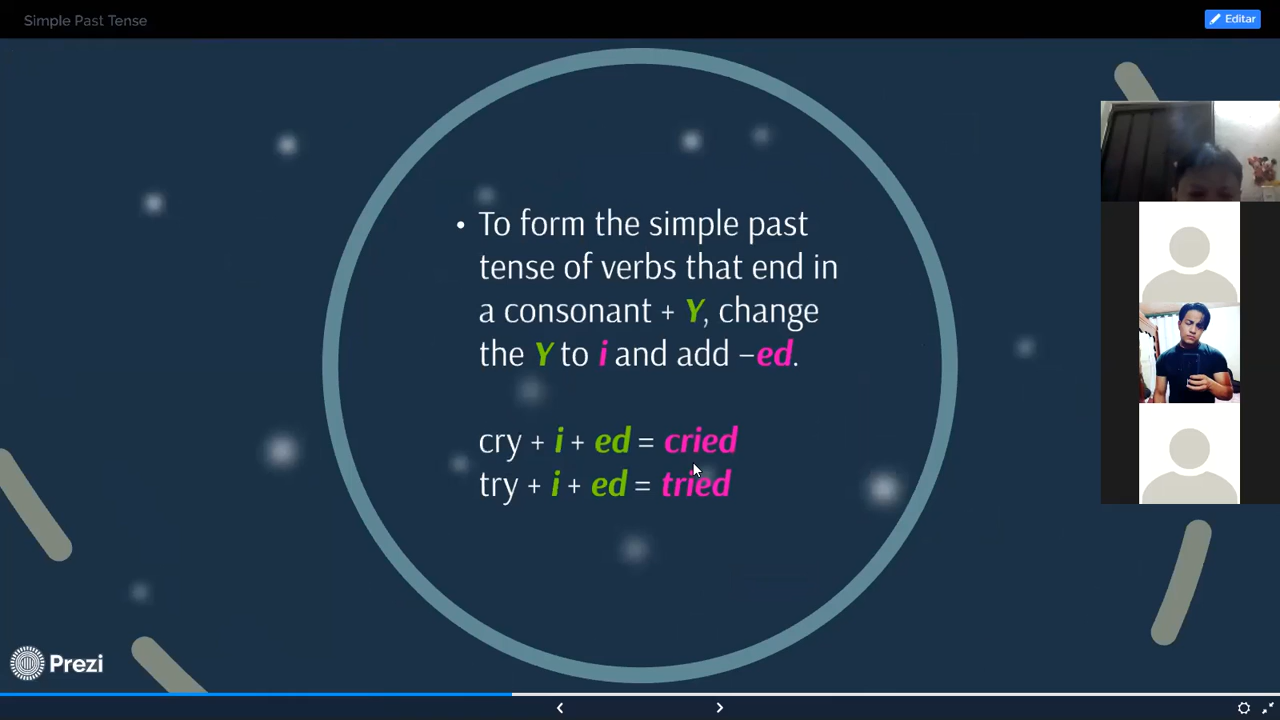 Simple Past Tense
Editar
• To form the simple past
tense of verbs that end in
a consonant + Y, change
the Y to i and add –ed.
cry + i + ed = cried
try + i + ed = tried
Prezi